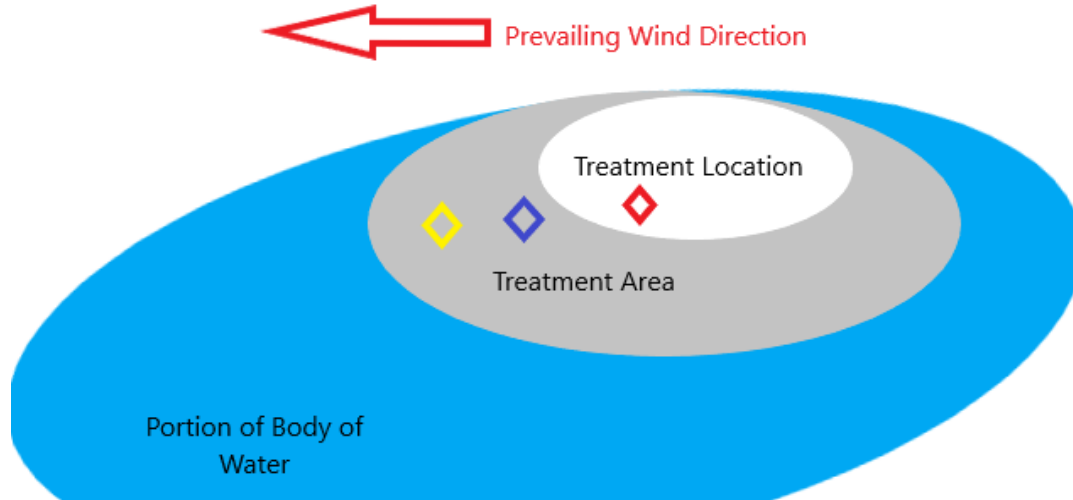 Prevailing Wind Direction
Treatment Location
Treatment Area
Portion of Body of
Water